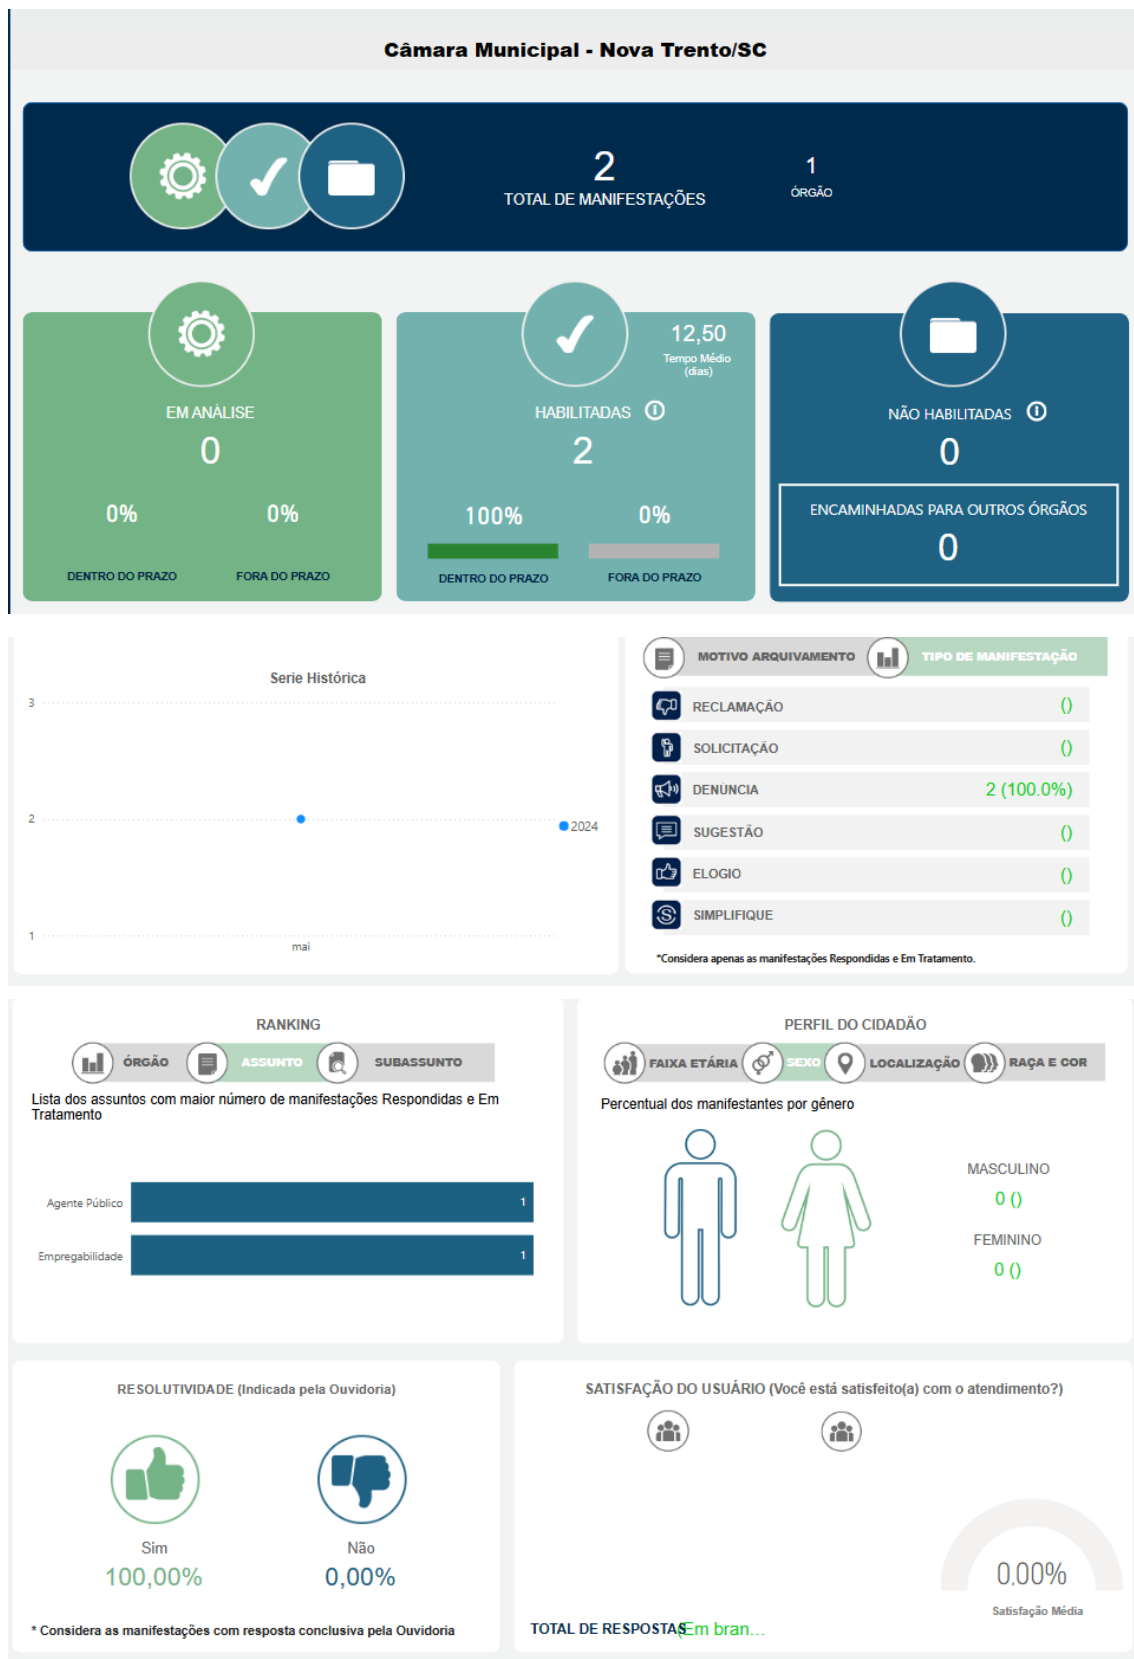 Câmara Municipal - Nova Trento/SC
2
TOTAL DE MANIFESTAÇÕES
1
ÓRGÃO
EM ANÀLISE
0
0%
0%
DENTRO DO PRAZO
FORA DO PRAZO
12,50
Tempo Médio
(dias)
HABILITADAS
2
100%
0%
DENTRO DO PRAZO
FORA DO PRAZO
NÃO HABILITADAS
0
ENCAMINHADAS PARA OUTROS ÓRGÃOS
0
Serie Histórica
3
2
1
mai
2024
MOTIVO ARQUIVAMENTO
TIPO DE MANIFESTAÇÃO
RECLAMAÇÃO ()
SOLICITAÇÃO ()
DENÚNCIA 2 (100.0%)
SUGESTÃO ()
ELOGIO ()
SIMPLIFIQUE ()
*Considera apenas as manifestações Respondidas e Em Tratamento.
RANKING
ÓRGÃO
ASSUNTO
SUBASSUNTO
Lista dos assuntos com maior número de manifestações Respondidas e Em
Tratamento
Agente Público 1
Empregabilidade 1
PERFIL DO CIDADÃO
FAIXA ETÁRIA
SEXO
LOCALIZAÇÃO
RAÇA E COR
Percentual dos manifestantes por gênero
MASCULINO
0 ()
FEMININO
0 ()
RESOLUTIVIDADE (Indicada pela Ouvidoria)
Sim
100,00%
Não
0,00%
* Considera as manifestações com resposta conclusiva pela Ouvidoria
SATISFAÇÃO DO USUÁRIO (Você está satisfeito(a) com o atendimento?)
0,00%
Satisfação Média
TOTAL DE RESPOSTAS (Em bran...